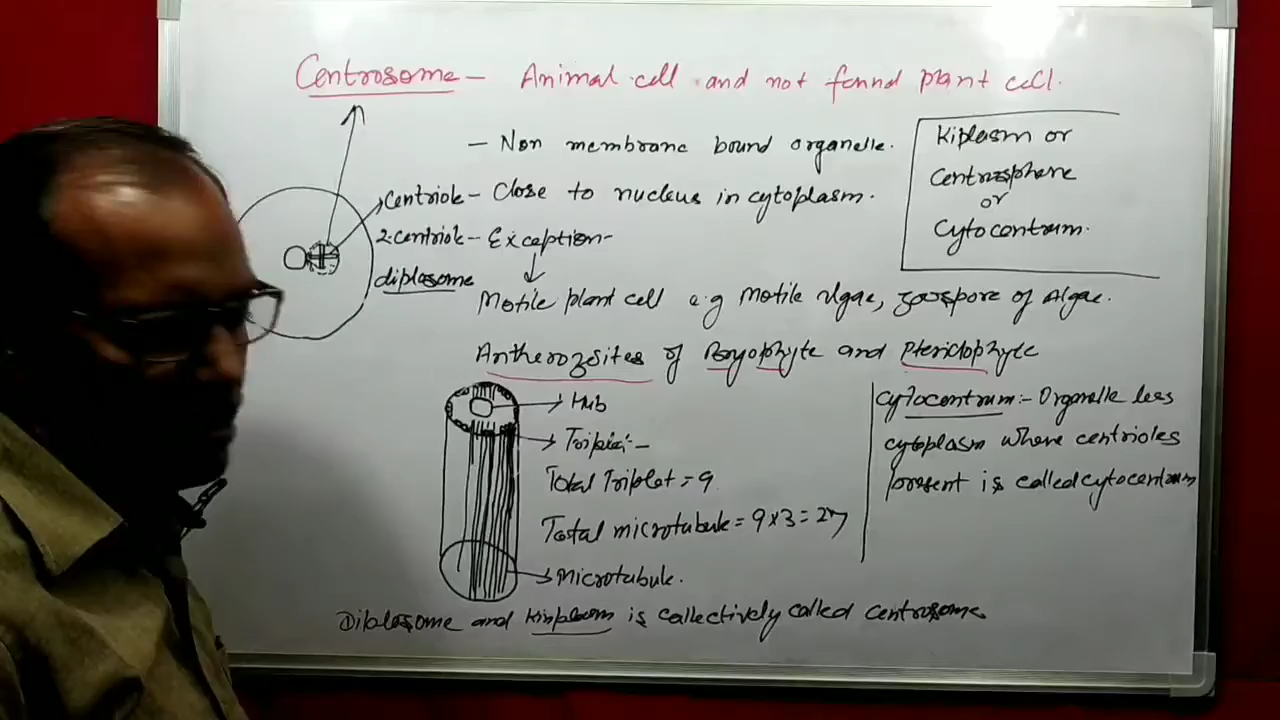 Centrosome - Animal cell and not found plant cell.
- Non membrane bound organelle.
Kiplasm or
Centrosphere
or
Cytocentrum.
Centriole - Close to nucleus in cytoplasm.
2 centriole - Exception-
diplosome
Motile plant cell e.g Motile algae, zoospore of Algae.
Antherozoites of Bryophyte and Pteridophyte
Hub
Triplet:-
Total Triplet = 9
Total microtubule = 9 x 3 = 27
Microtubule.
Cytocentrum:- Organelle less
cytoplasm where centrioles
present is called cytocentrum
Diplosome and Kinplasm is collectively called centrosome